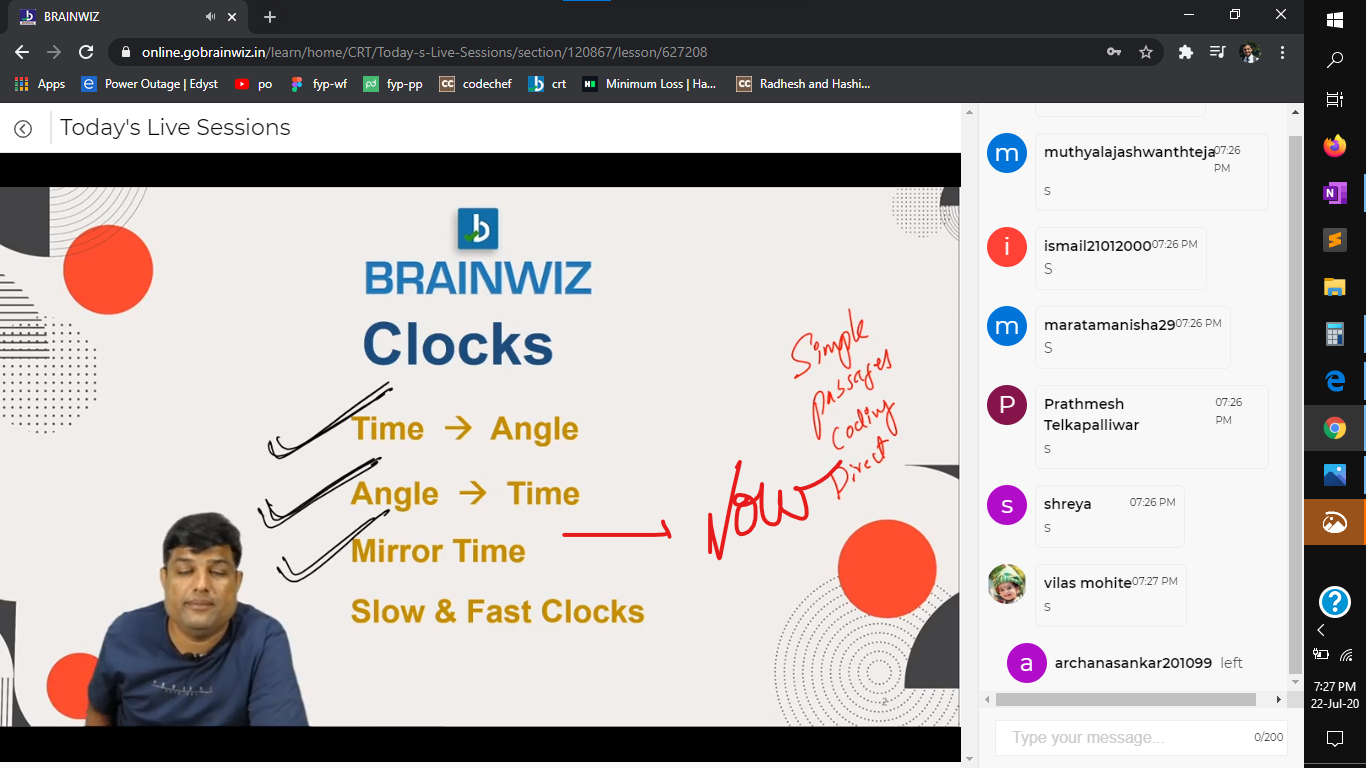 BRAINWIZ
online.gobrainwiz.in/learn/home/CRT/Today-s-Live-Sessions/section/120867/lesson/627208
Apps Power Outage | Edyst po fyp-wf fyp-pp codechef crt Minimum Loss | Ha... Radhesh and Hashi...
Today's Live Sessions
BRAINWIZ
Clocks
Time → Angle
Angle → Time
Mirror Time
Slow & Fast Clocks
Simple
passages
Coding
Direct
Now
2
muthyalajashwanthteja 07:26 PM
s
ismail21012000 07:26 PM
S
maratamanisha29 07:26 PM
S
Prathmesh Telkapalliwar 07:26 PM
s
shreya 07:26 PM
s
vilas mohite 07:27 PM
s
archanasankar201099 left
Type your message... 0/200
7:27 PM
22-Jul-20